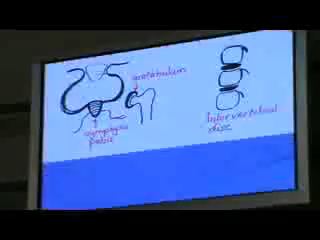 acetabulum
symphysis
pubis
Intervertebral
disc